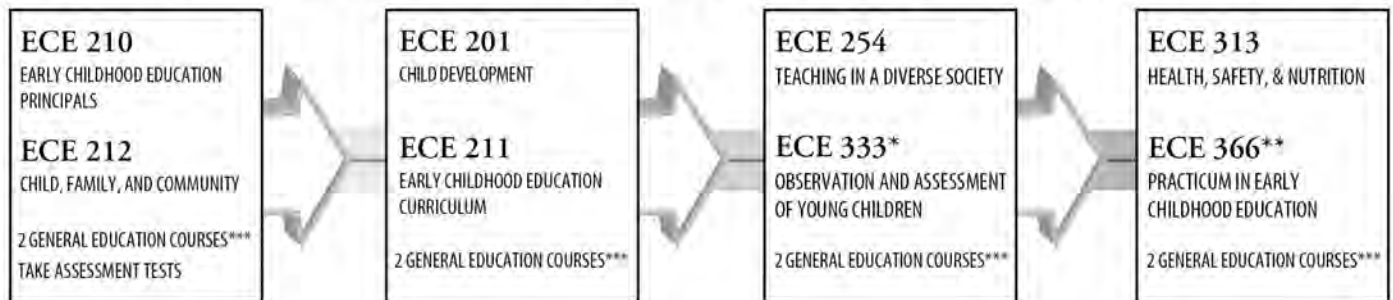 ECE 210
EARLY CHILDHOOD EDUCATION
PRINCIPALS
ECE 212
CHILD, FAMILY, AND COMMUNITY
2 GENERAL EDUCATION COURSES***
TAKE ASSESSMENT TESTS
ECE 201
CHILD DEVELOPMENT
ECE 211
EARLY CHILDHOOD EDUCATION
CURRICULUM
2 GENERAL EDUCATION COURSES***
ECE 254
TEACHING IN A DIVERSE SOCIETY
ECE 333*
OBSERVATION AND ASSESSMENT
OF YOUNG CHILDREN
2 GENERAL EDUCATION COURSES***
ECE 313
HEALTH, SAFETY, & NUTRITION
ECE 366**
PRACTICUM IN EARLY
CHILDHOOD EDUCATION
2 GENERAL EDUCATION COURSES***